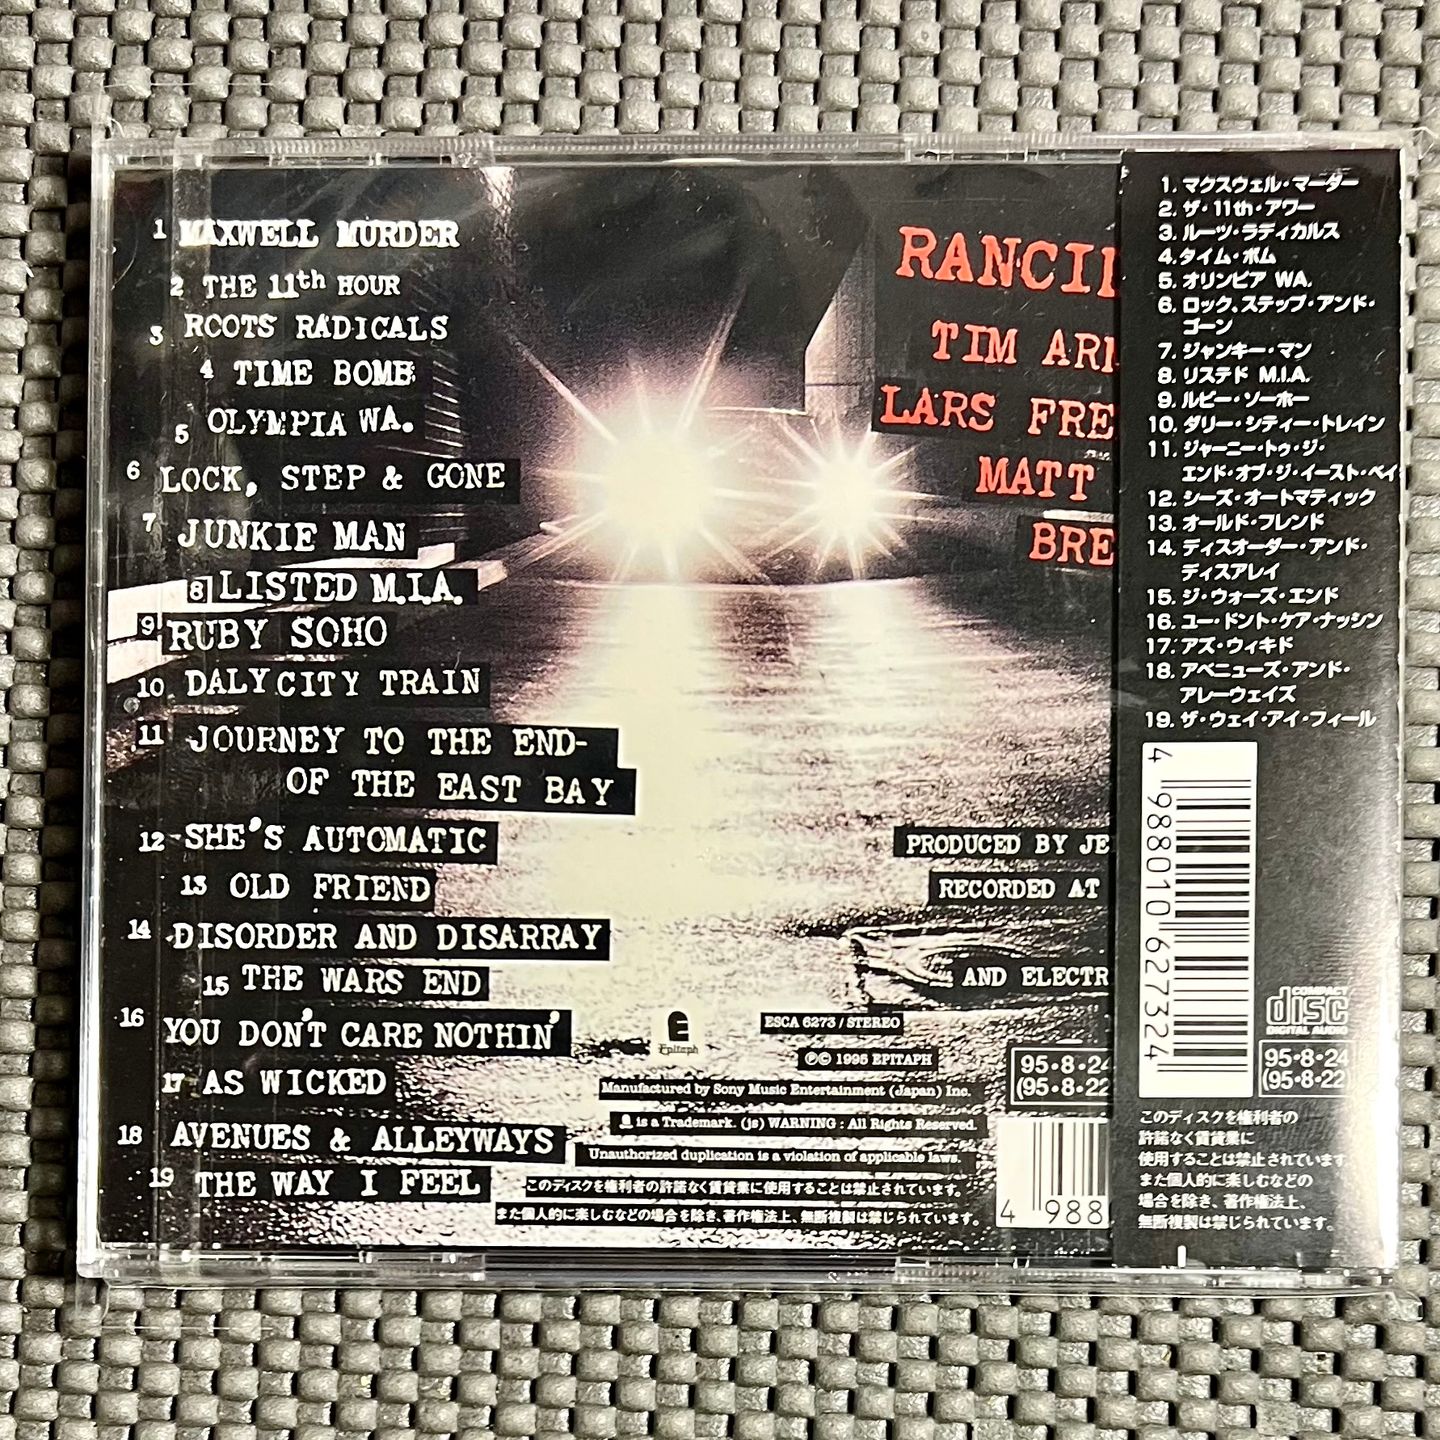 1 MAXWELL MURDER
2 THE 11th HOUR
3 ROOTS RADICALS
4 TIME BOMB
5 OLYMPIA WA.
6 LOCK, STEP & GONE
7 JUNKIE MAN
8 LISTED M.I.A.
9 RUBY SOHO
10 DALY CITY TRAIN
11 JOURNEY TO THE END-
OF THE EAST BAY
12 SHE'S AUTOMATIC
13 OLD FRIEND
14 DISORDER AND DISARRAY
15 THE WARS END
16 YOU DON'T CARE NOTHIN'
17 AS WICKED
18 AVENUES & ALLEYWAYS
19 THE WAY I FEEL
RANCI
TIM AR
LARS FRE
MATT
BRE
PRODUCED BY JE
RECORDED AT
AND ELECTR
Epitaph
ESCA 6273 / STEREO
ⓅⒸ 1995 EPITAPH
Manufactured by Sony Music Entertainment (Japan) Inc.
is a Trademark. (js) WARNING : All Rights Reserved.
Unauthorized duplication is a violation of applicable laws.
このディスクを権利者の許諾なく賃貸業に使用することは禁止されています。
また個人的に楽しむなどの場合を除き、著作権法上、無断複製は禁じられています。
95・8・24
(95・8・22
4 988
1. マクスウェル・マーダー
2. ザ・11th・アワー
3. ルーツ・ラディカルス
4. タイム・ボム
5. オリンピア WA.
6. ロック、ステップ・アンド・
ゴーン
7. ジャンキー・マン
8. リステド M.I.A.
9. ルビー・ソーホー
10. ダリー・シティー・トレイン
11. ジャーニー・トゥ・ジ・
エンド・オブ・ジ・イースト・ベイ
12. シーズ・オートマティック
13. オールド・フレンド
14. ディスオーダー・アンド・
ディスアレイ
15. ジ・ウォーズ・エンド
16. ユー・ドント・ケア・ナッシン
17. アズ・ウィキド
18. アベニューズ・アンド・
アレーウェイズ
19. ザ・ウェイ・アイ・フィール
4 988010 627324
COMPACT
disc
DIGITAL AUDIO
95・8・24
(95・8・22)
このディスクを権利者の
許諾なく賃貸業に
使用することは禁止されています
また個人的に楽しむなどの
場合を除き、著作権法上、
無断複製は禁じられています。